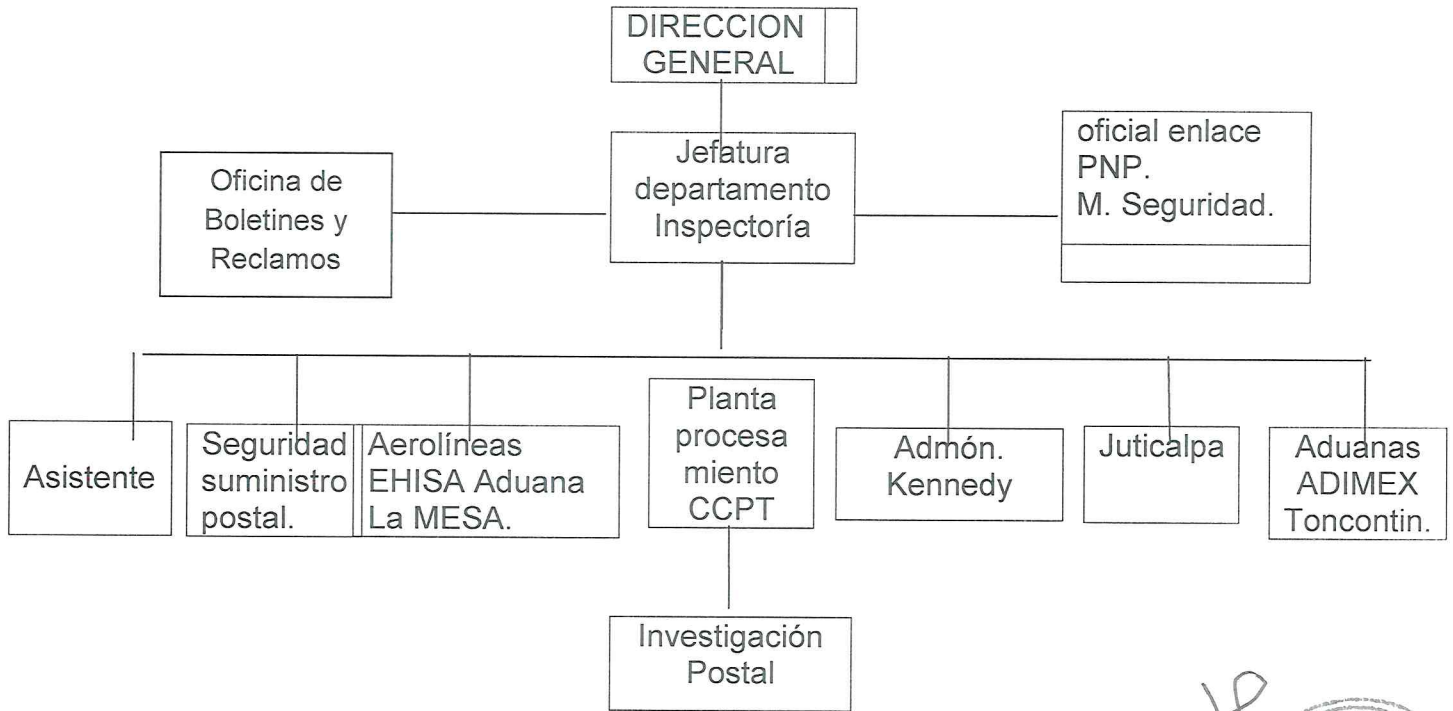 DIRECCION
GENERAL
Oficina de
Boletines y
Reclamos
Jefatura
departamento
Inspectoría
oficial enlace
PNP.
M. Seguridad.
Asistente
Seguridad
suministro
postal.
Aerolíneas
EHISA Aduana
La MESA.
Planta
procesa
miento
CCPT
Admón.
Kennedy
Juticalpa
Aduanas
ADIMEX
Toncontin.
Investigación
Postal